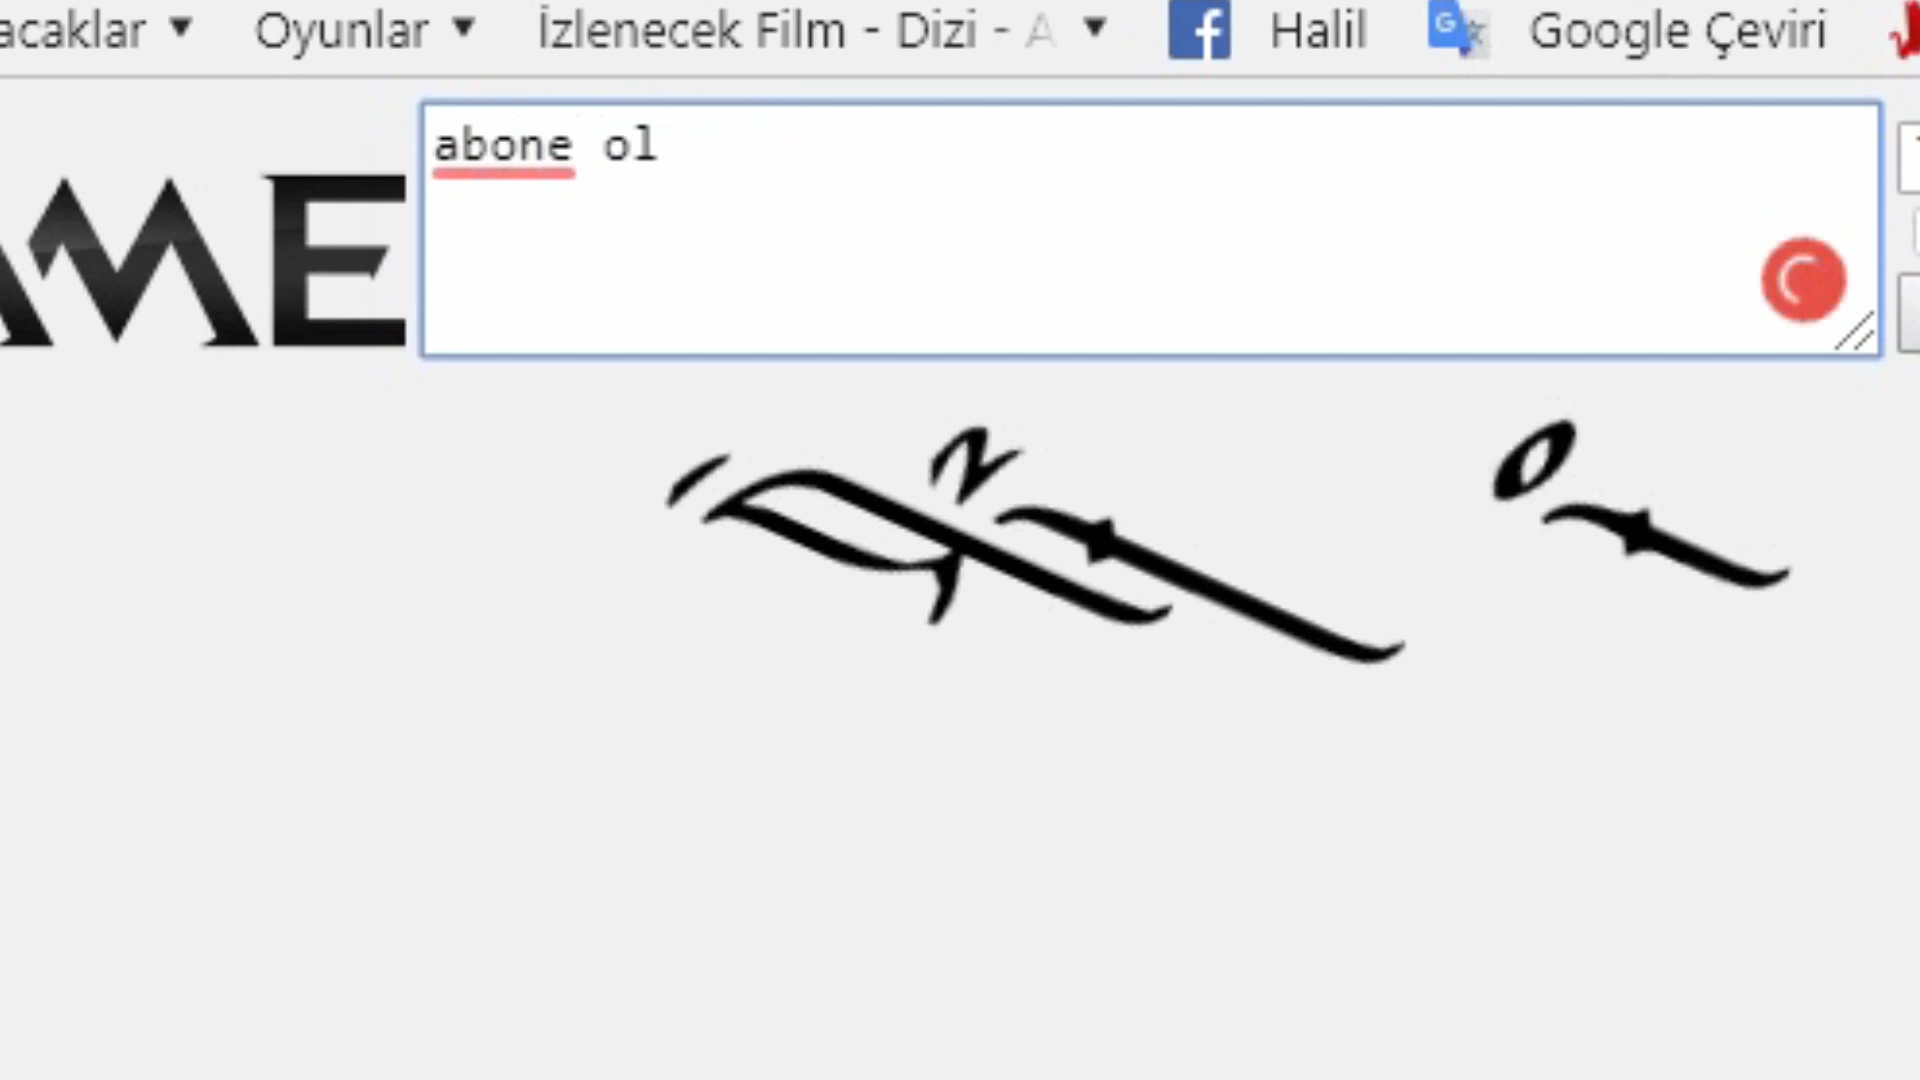 acaklar Oyunlar İzlenecek Film - Dizi - A Halil Google Çeviri
AME
abone ol